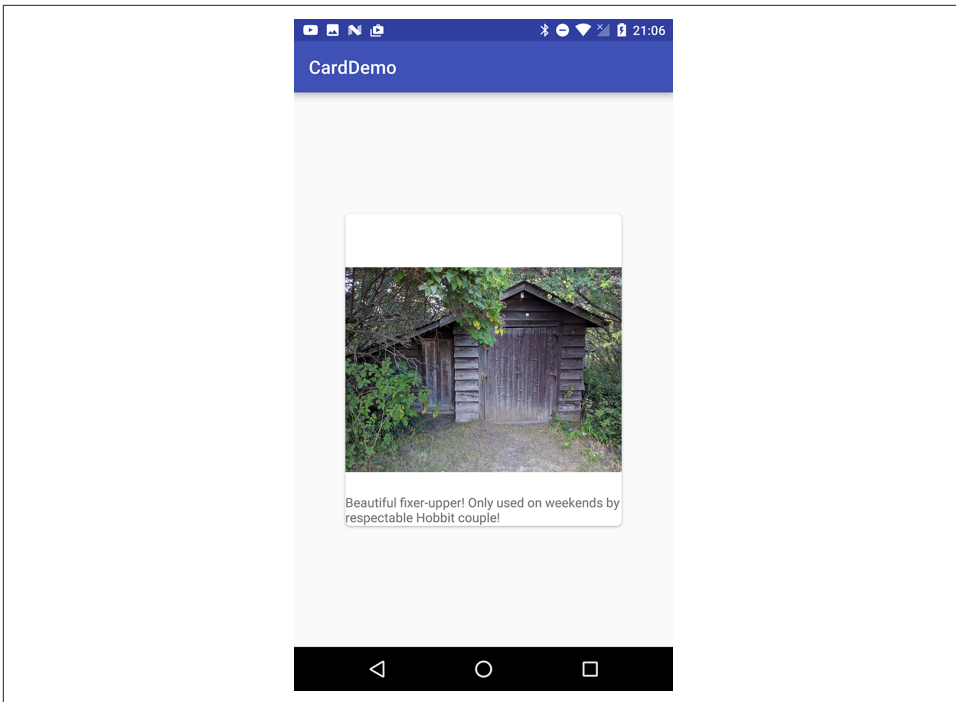 21:06
CardDemo
Beautiful fixer-upper! Only used on weekends by
respectable Hobbit couple!